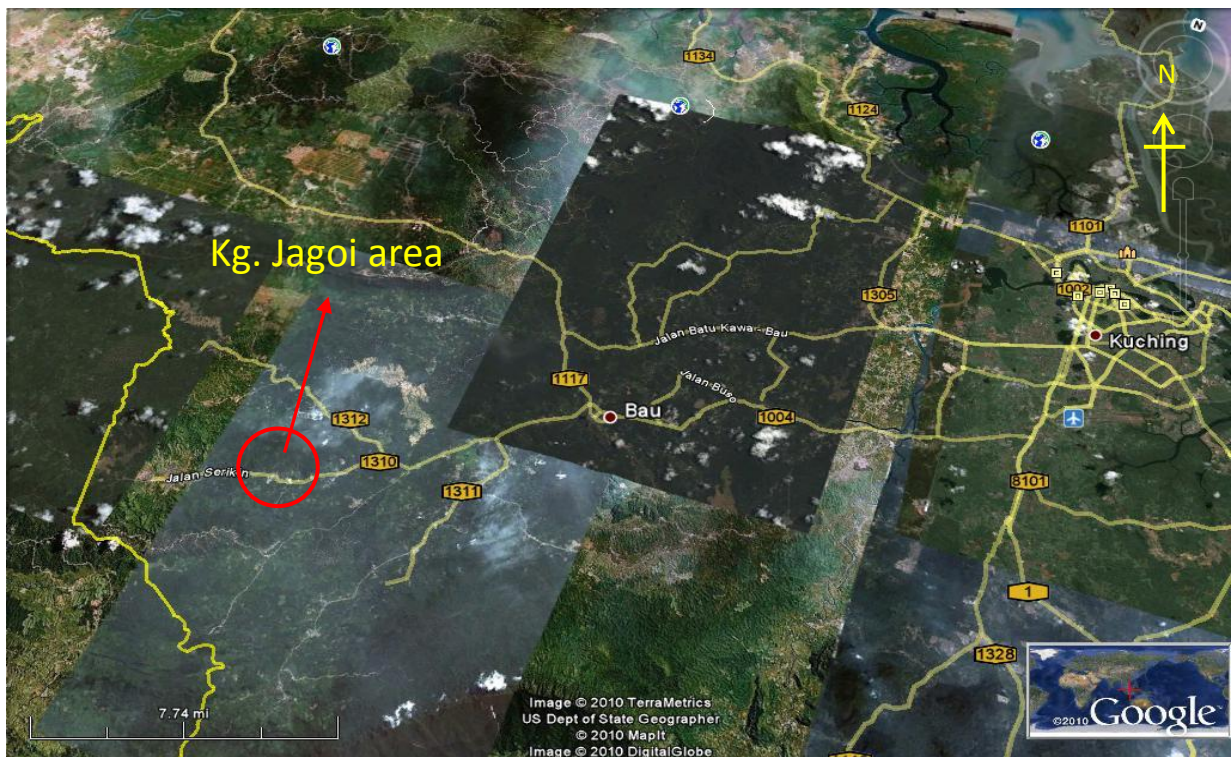 N
N
1134
1124
Kg. Jagoi area
1101
1002
1305
Jalan Batu Kawa - Bau
Kuching
1117
Jalan Buso
Bau
1004
1312
1310
Jalan Serikin
1311
8101
1
1328
7.74 mi
Image © 2010 TerraMetrics
US Dept of State Geographer
© 2010 MapIt
Image © 2010 DigitalGlobe
©2010 Google